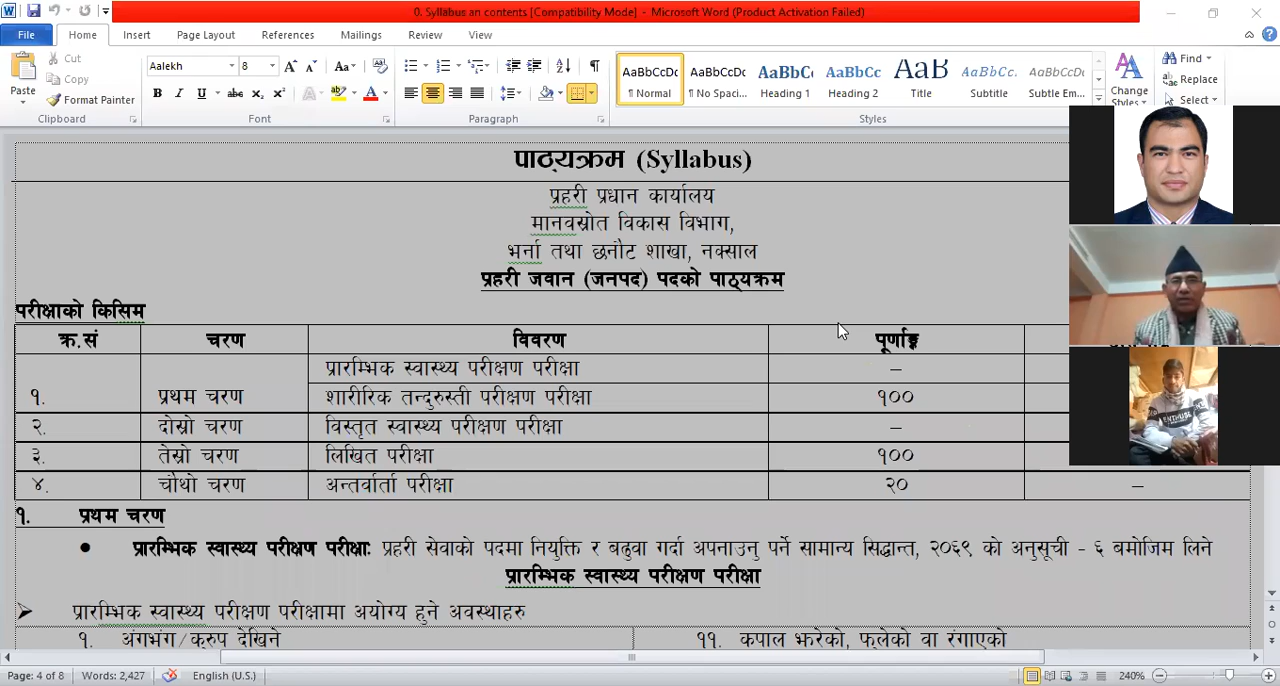 0. Syllabus an contents [Compatibility Mode] - Microsoft Word (Product Activation Failed)
File Home Insert Page Layout References Mailings Review View
Paste Cut Copy Format Painter
Aalekh 8
AaBbCcDc AaBbCcDc AaBbC AaBbCc AaB AaBbCc. AaBbCcDc
¶ Normal ¶ No Spaci... Heading 1 Heading 2 Title Subtitle Subtle Em...
Change Styles
Find Replace Select
Clipboard Font Paragraph Styles
पाठ्यक्रम (Syllabus)
प्रहरी प्रधान कार्यालय
मानवस्रोत विकास विभाग,
भर्ना तथा छनौट शाखा, नक्साल
प्रहरी जवान (जनपद) पदको पाठ्यक्रम
परीक्षाको किसिम
क्र.सं चरण विवरण पूर्णाङ्क
प्रारम्भिक स्वास्थ्य परीक्षण परीक्षा –
१. प्रथम चरण शारीरिक तन्दुरुस्ती परीक्षण परीक्षा १००
२. दोस्रो चरण विस्तृत स्वास्थ्य परीक्षण परीक्षा –
३. तेस्रो चरण लिखित परीक्षा १००
४. चौथो चरण अन्तर्वार्ता परीक्षा २० –
१. प्रथम चरण
● प्रारम्भिक स्वास्थ्य परीक्षण परीक्षा: प्रहरी सेवाको पदमा नियुक्ति र बढुवा गर्दा अपनाउनु पर्ने सामान्य सिद्धान्त, २०६९ को अनुसूची - ६ बमोजिम लिने
प्रारम्भिक स्वास्थ्य परीक्षण परीक्षा
➢ प्रारम्भिक स्वास्थ्य परीक्षण परीक्षामा अयोग्य हुने अवस्थाहरु
१. अंगभंग/कुरुप देखिने ११. कपाल झरेको, फुलेको वा रंगाएको
Page: 4 of 8 Words: 2,427 English (U.S.) 240%